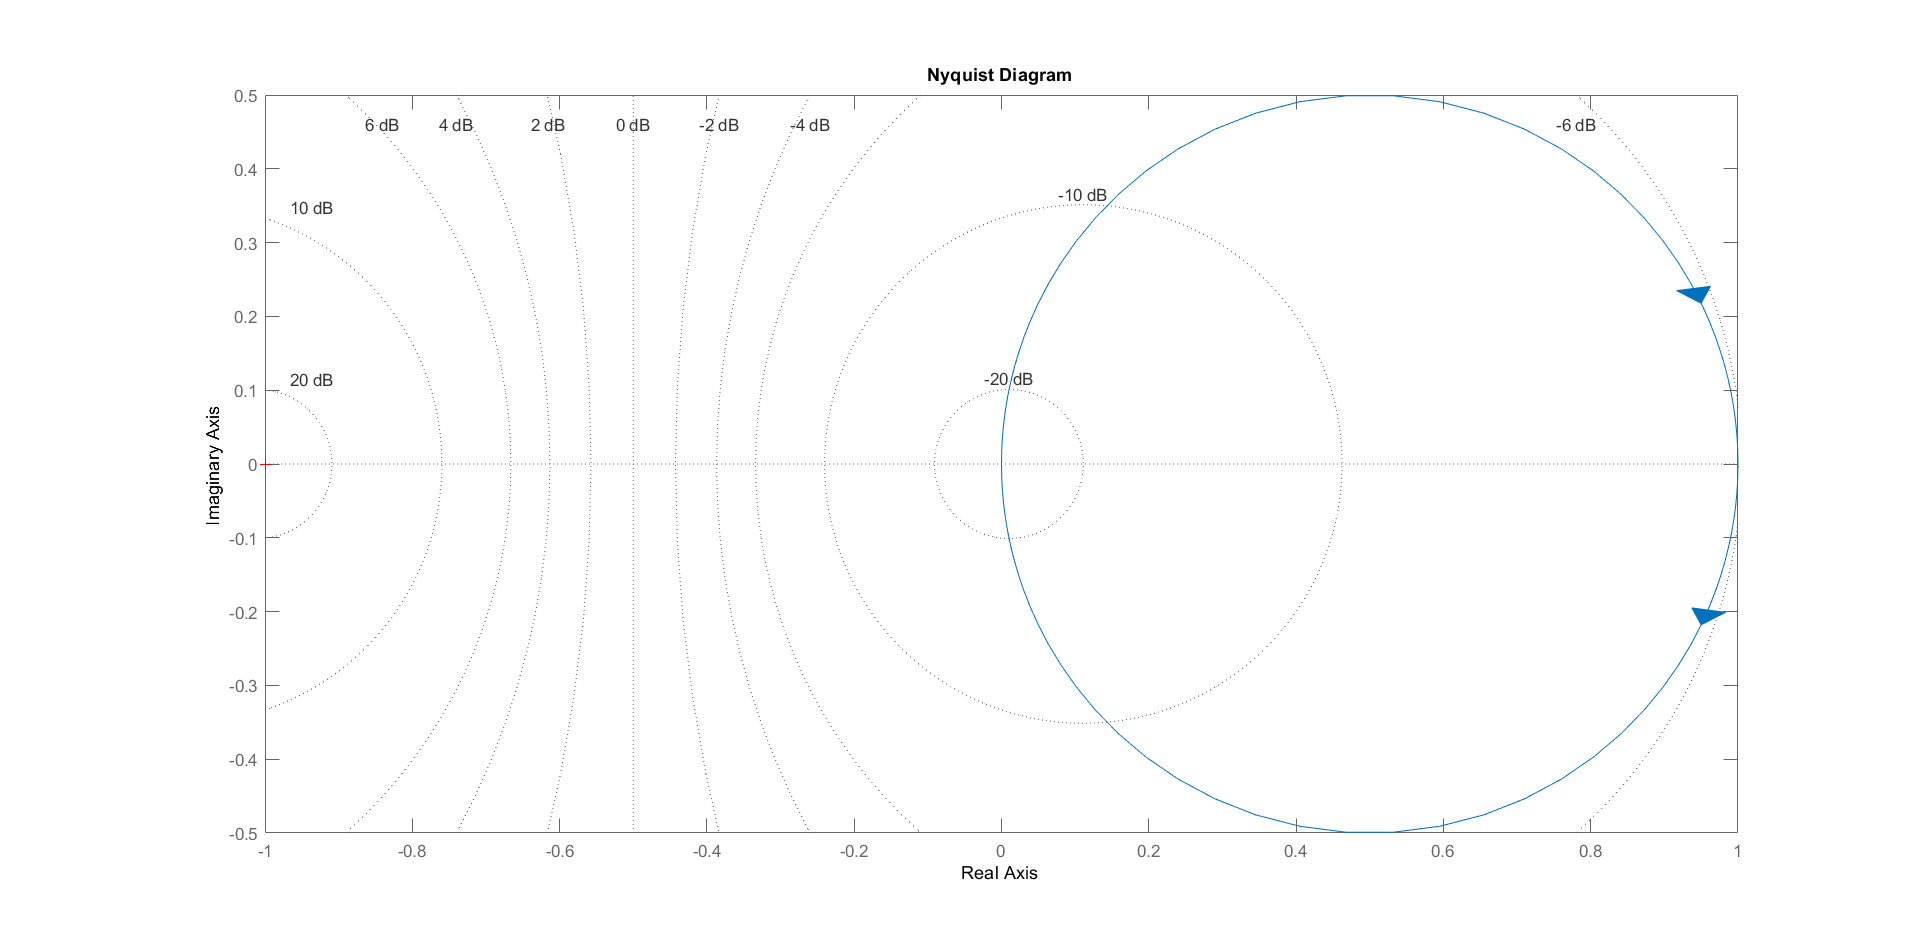 Nyquist Diagram
0.5
6 dB 4 dB 2 dB 0 dB -2 dB -4 dB -6 dB
0.4
-10 dB
10 dB
0.3
0.2
20 dB -20 dB
0.1
0
-0.1
-0.2
-0.3
-0.4
-0.5
Imaginary Axis
-1 -0.8 -0.6 -0.4 -0.2 0 0.2 0.4 0.6 0.8 1
Real Axis